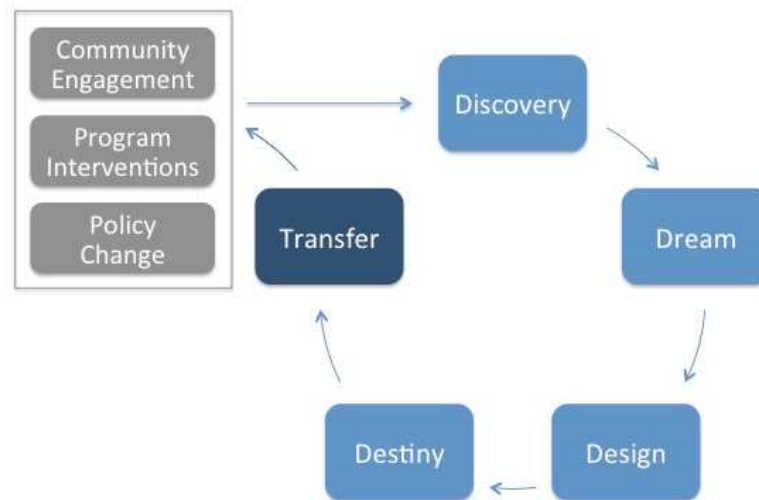 Community
Engagement
Program
Interventions
Policy
Change
Discovery
Transfer
Dream
Destiny
Design